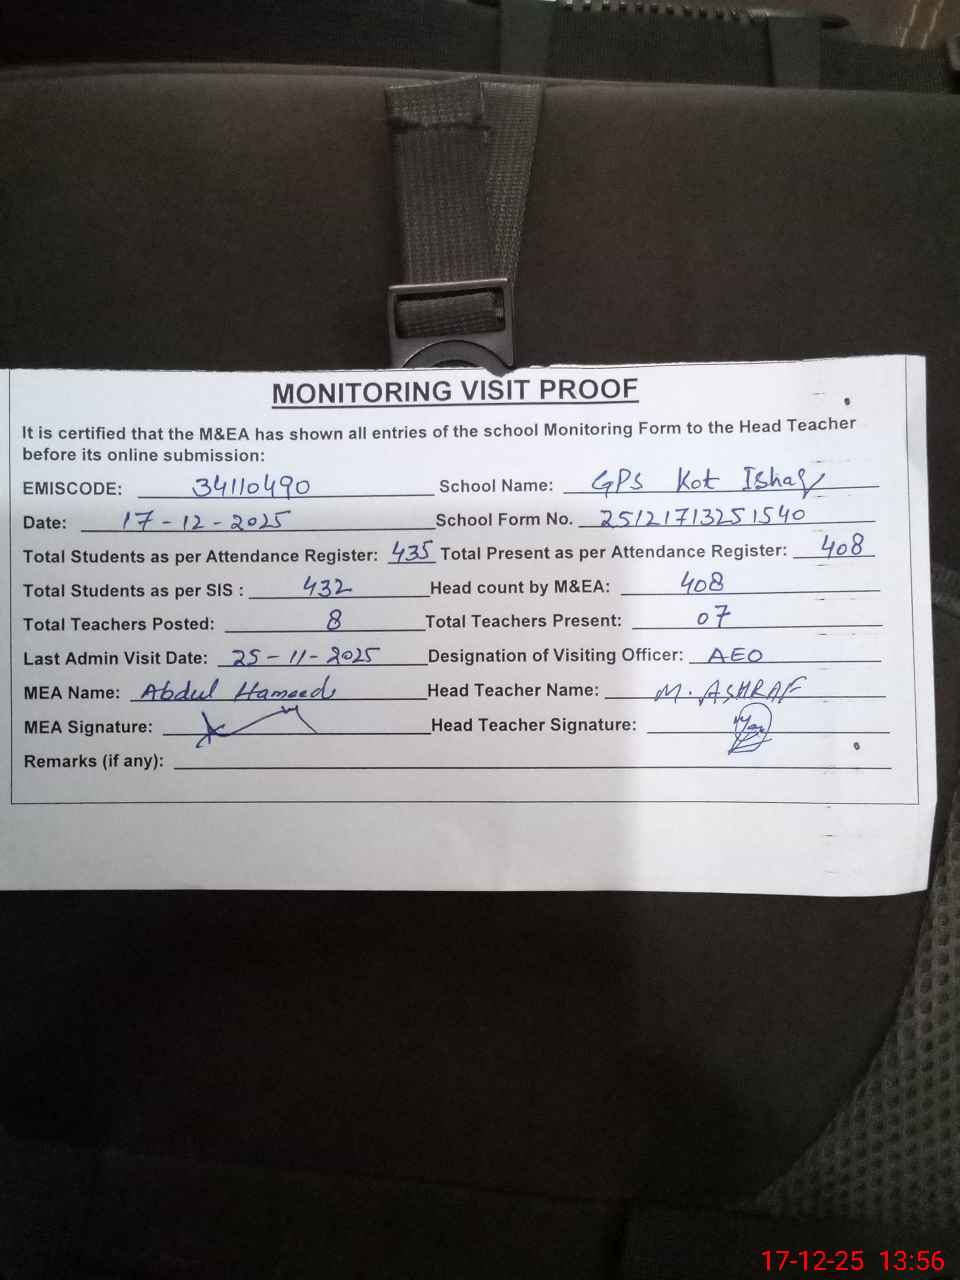 MONITORING VISIT PROOF
It is certified that the M&EA has shown all entries of the school Monitoring Form to the Head Teacher
before its online submission:
EMISCODE: 34110490 School Name: GPS Kot Ishaq
Date: 17-12-2025 School Form No. 25121713251540
Total Students as per Attendance Register: 435 Total Present as per Attendance Register: 408
Total Students as per SIS : 432 Head count by M&EA: 408
Total Teachers Posted: 8 Total Teachers Present: 07
Last Admin Visit Date: 25-11-2025 Designation of Visiting Officer: AEO
MEA Name: Abdul Hameed Head Teacher Name: M. ASHRAF
MEA Signature: Head Teacher Signature:
Remarks (if any):
17-12-25 13:56